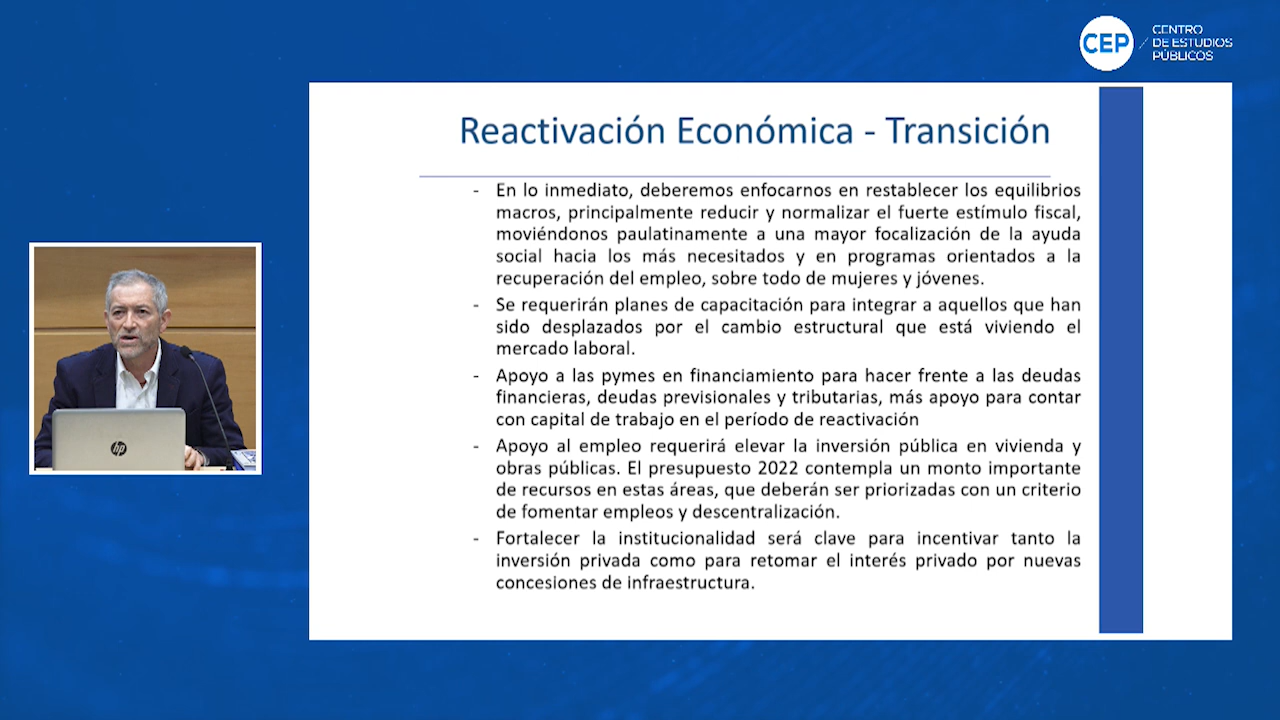 CEP
CENTRO
DE ESTUDIOS
PÚBLICOS
Reactivación Económica - Transición
- En lo inmediato, deberemos enfocarnos en restablecer los equilibrios
macros, principalmente reducir y normalizar el fuerte estímulo fiscal,
moviéndonos paulatinamente a una mayor focalización de la ayuda
social hacia los más necesitados y en programas orientados a la
recuperación del empleo, sobre todo de mujeres y jóvenes.
- Se requerirán planes de capacitación para integrar a aquellos que han
sido desplazados por el cambio estructural que está viviendo el
mercado laboral.
- Apoyo a las pymes en financiamiento para hacer frente a las deudas
financieras, deudas previsionales y tributarias, más apoyo para contar
con capital de trabajo en el período de reactivación
- Apoyo al empleo requerirá elevar la inversión pública en vivienda y
obras públicas. El presupuesto 2022 contempla un monto importante
de recursos en estas áreas, que deberán ser priorizadas con un criterio
de fomentar empleos y descentralización.
- Fortalecer la institucionalidad será clave para incentivar tanto la
inversión privada como para retomar el interés privado por nuevas
concesiones de infraestructura.
hp